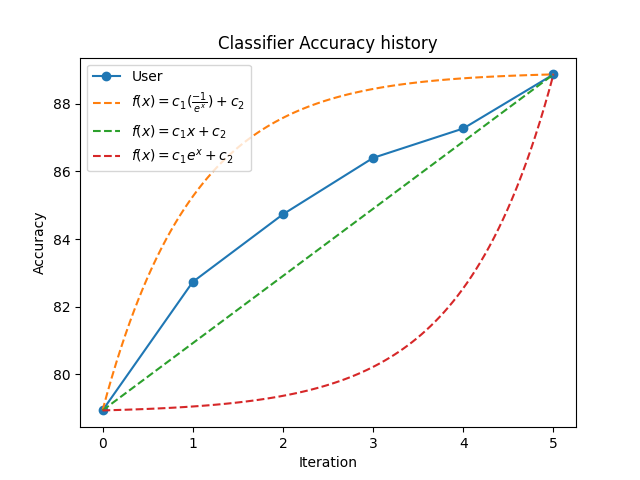 Classifier Accuracy history
User
f(x) = c₁(−1/eˣ) + c₂
f(x) = c₁x + c₂
f(x) = c₁eˣ + c₂
88
86
84
82
80
Accuracy
0 1 2 3 4 5
Iteration